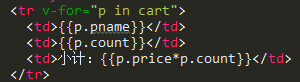 <tr v-for="p in cart">
<td>{{p.pname}}</td>
<td>{{p.count}}</td>
<td>小计：{{p.price*p.count}}</td>
</tr>